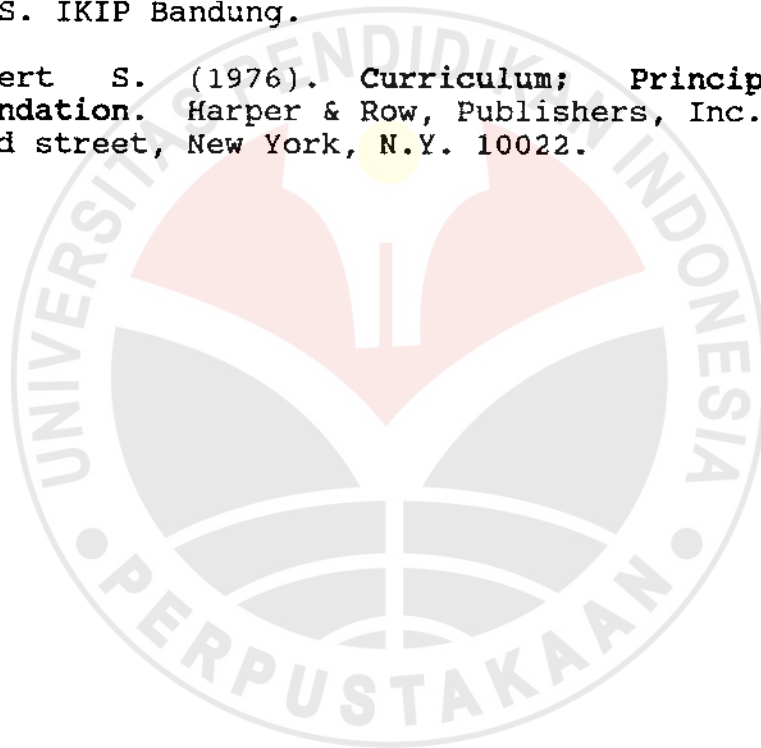 S. IKIP Bandung.
ert S. (1976). Curriculum; Princip
ndation. Harper & Row, Publishers, Inc.
d street, New York, N.Y. 10022.
UNIVERSITAS PENDIDIKAN INDONESIA
PERPUSTAKAAN